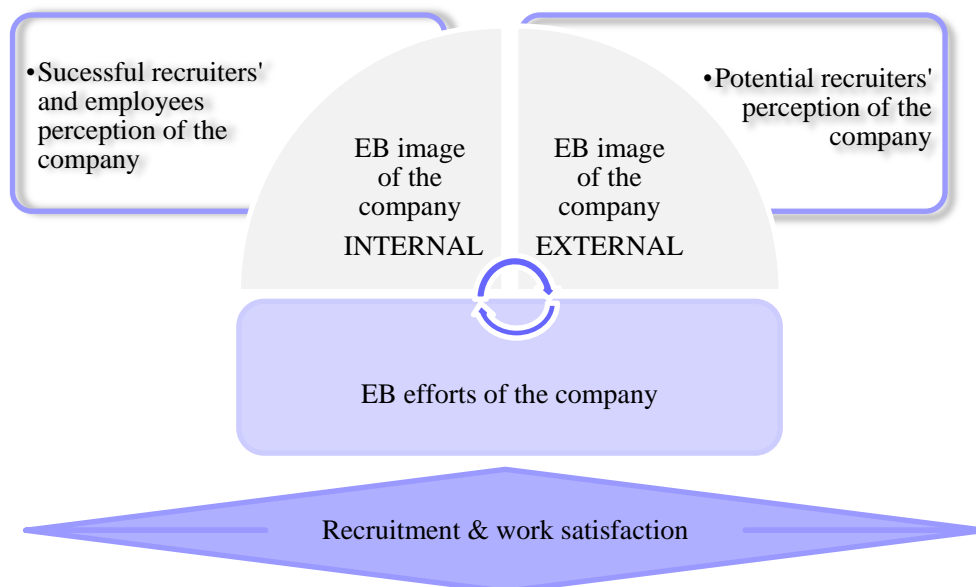 •Sucessful recruiters'
and employees
perception of the
company
EB image
of the
company
INTERNAL
EB image
of the
company
EXTERNAL
•Potential recruiters'
perception of the
company
EB efforts of the company
Recruitment & work satisfaction